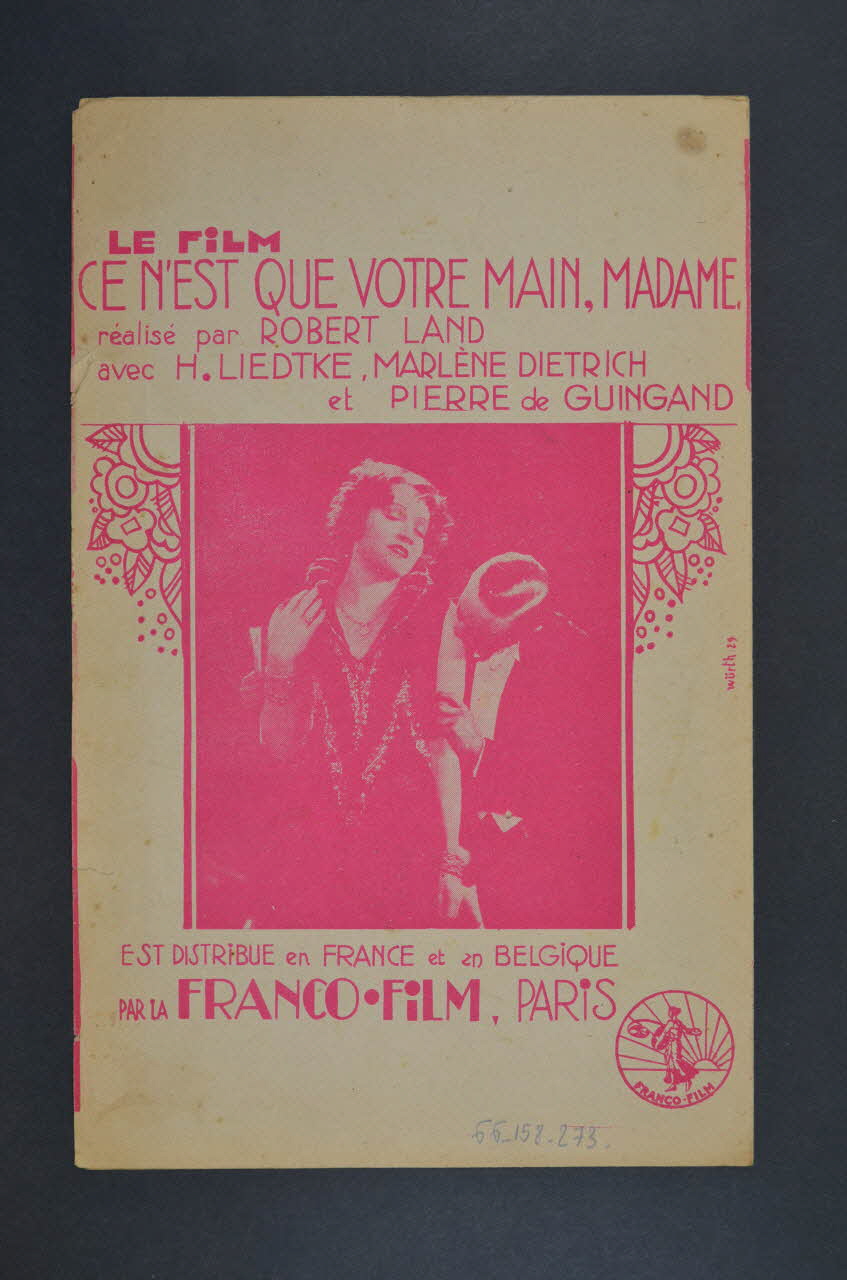 LE FiLM
CE N'EST QUE VOTRE MAIN, MADAME.
réalisé par ROBERT LAND
avec H. LIEDTKE, MARLÈNE DIETRICH
et PIERRE de GUINGAND
würth 29
EST DISTRiBUE en FRANCE et en BELGiQUE
PAR LA FRANCO•FiLM, PARiS
FRANCO-FILM
66-158-273.